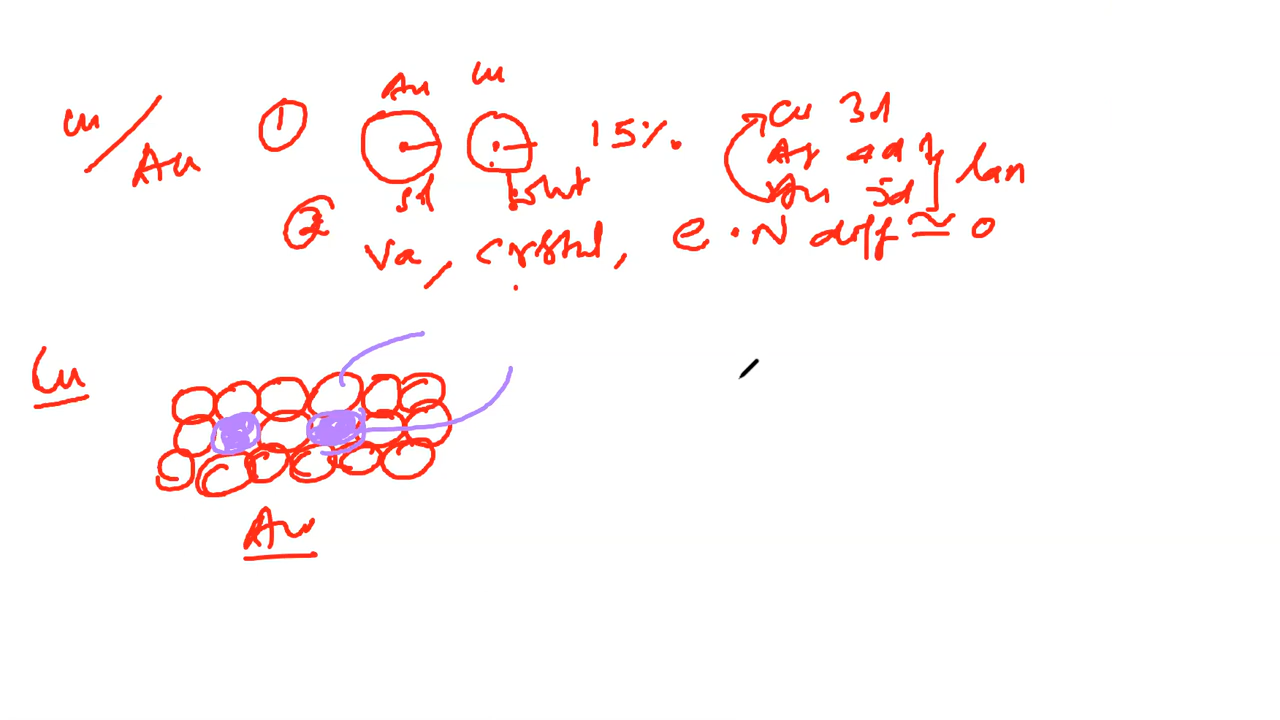 Au Cu
Cu / Au ① 15%. Cu 3d
Ag 4d
Au 5d lan
②
Va, crystal, e.N diff ≅ 0
Cu
Au